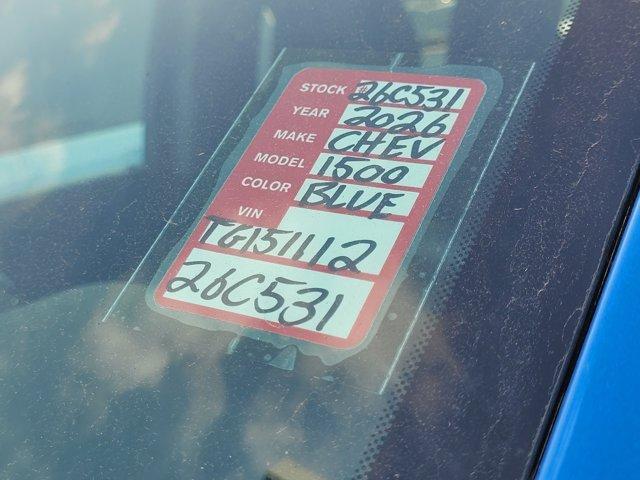 STOCK # 26C531
YEAR 2026
MAKE CHEV
MODEL 1500
COLOR BLUE
VIN
TG151112
26C531